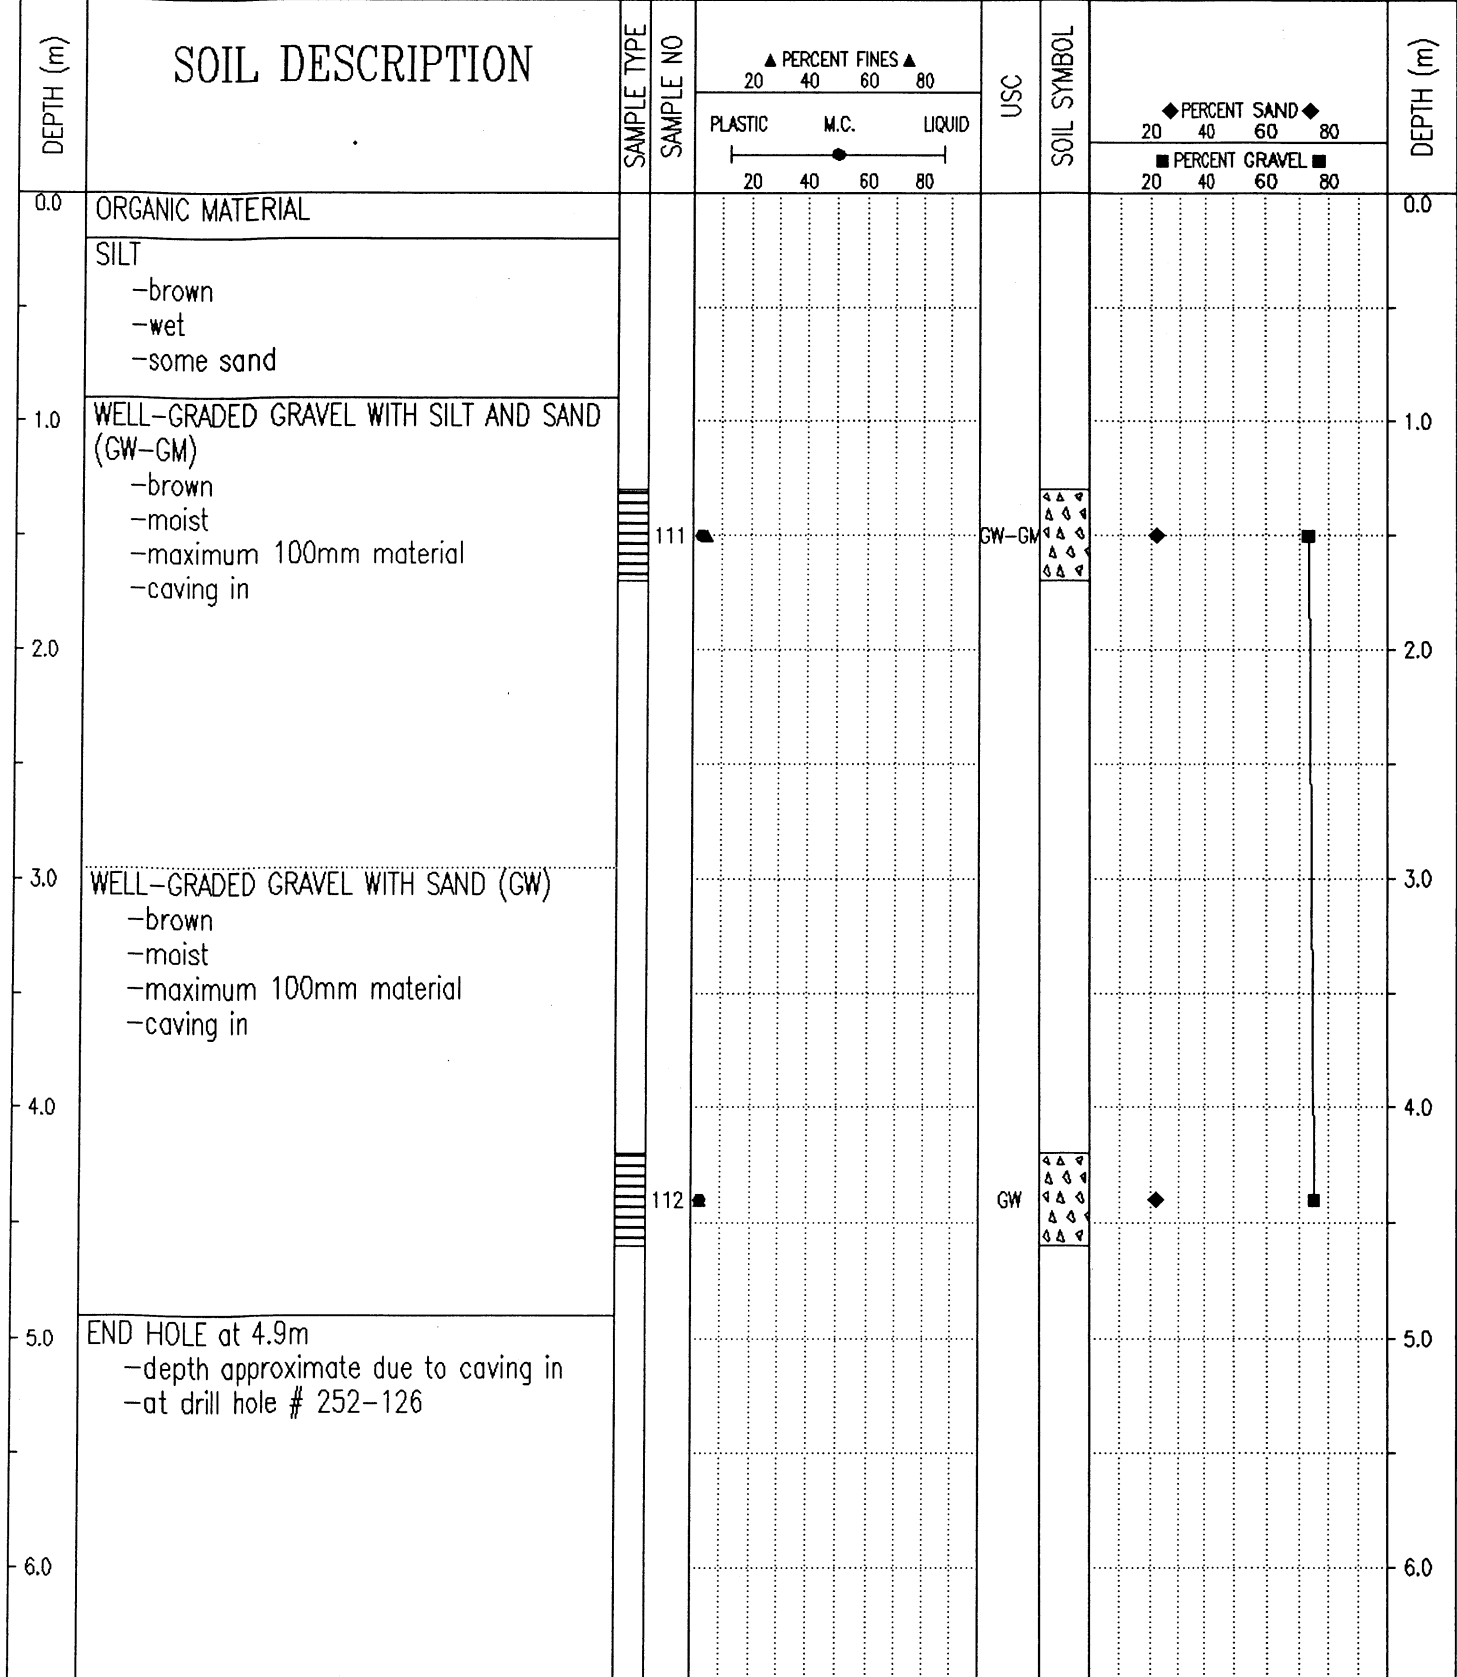 DEPTH (m)
SOIL DESCRIPTION
SAMPLE TYPE
SAMPLE NO
▲ PERCENT FINES ▲
20 40 60 80
PLASTIC M.C. LIQUID
20 40 60 80
USC
SOIL SYMBOL
◆ PERCENT SAND ◆
20 40 60 80
■ PERCENT GRAVEL ■
20 40 60 80
DEPTH (m)
0.0
ORGANIC MATERIAL
0.0
SILT
-brown
-wet
-some sand
1.0
WELL-GRADED GRAVEL WITH SILT AND SAND
1.0
(GW-GM)
-brown
-moist
111
GW-GM
-maximum 100mm material
-caving in
2.0
2.0
3.0
WELL-GRADED GRAVEL WITH SAND (GW)
3.0
-brown
-moist
-maximum 100mm material
-caving in
4.0
4.0
112
GW
5.0
END HOLE at 4.9m
5.0
-depth approximate due to caving in
-at drill hole # 252-126
6.0
6.0